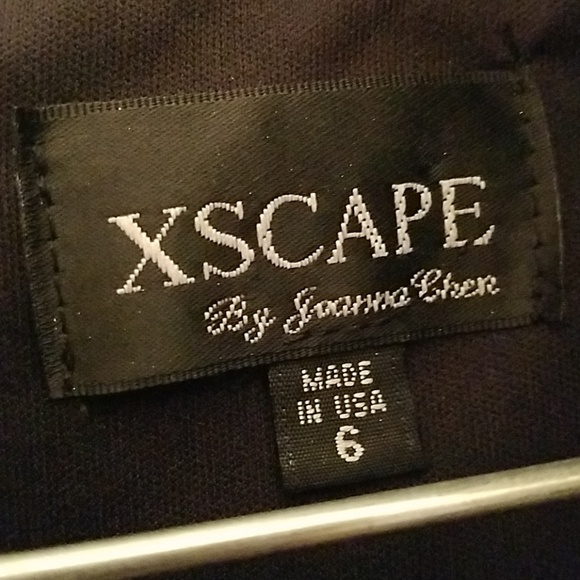 XSCAPE
By Joanna Chen
MADE
IN USA
6